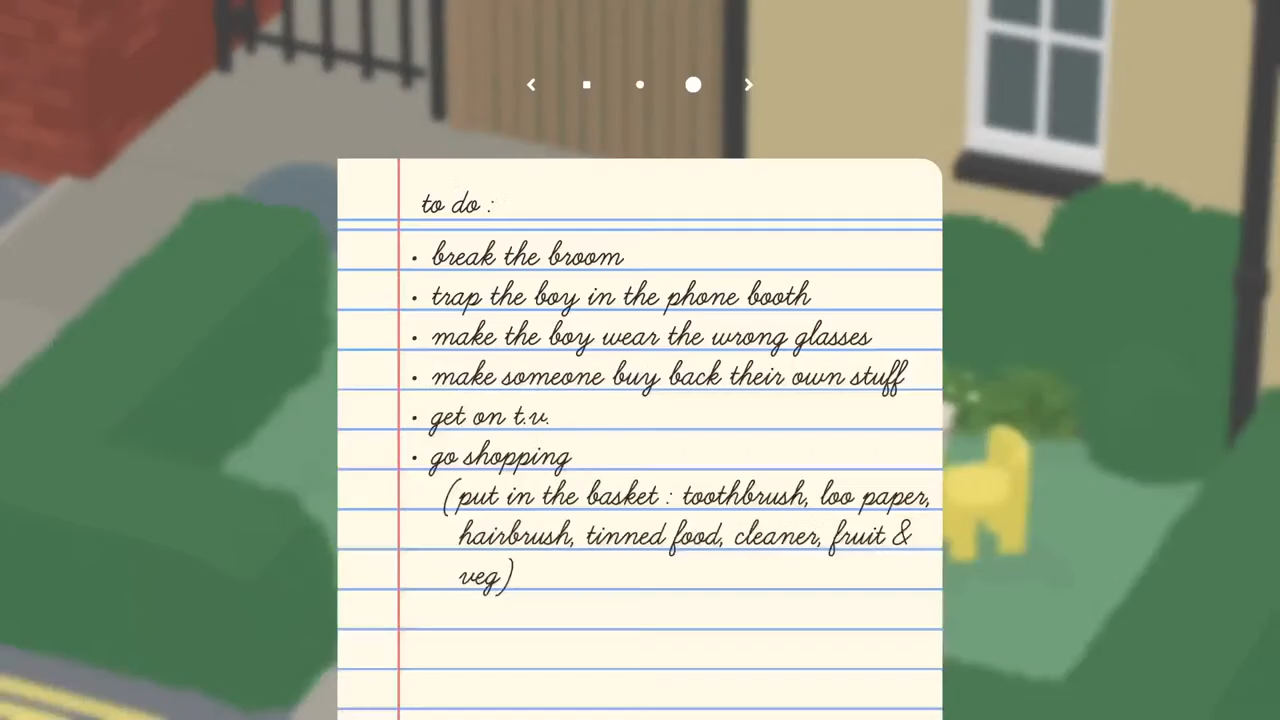 to do :
• break the broom
• trap the boy in the phone booth
• make the boy wear the wrong glasses
• make someone buy back their own stuff
• get on t.v.
• go shopping
(put in the basket : toothbrush, loo paper,
hairbrush, tinned food, cleaner, fruit &
veg)